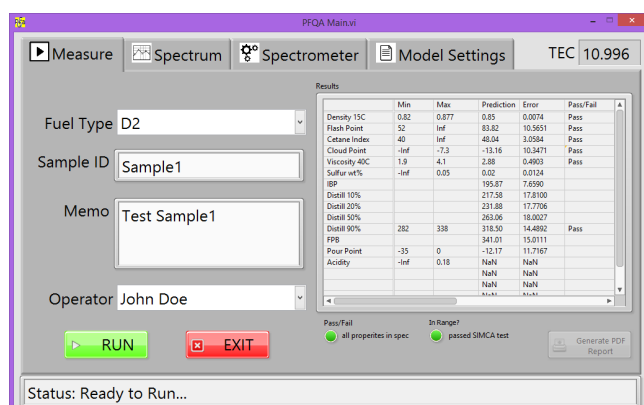 PFQA Main.vi
Measure Spectrum Spectrometer Model Settings TEC 10.996
Results
Min Max Prediction Error Pass/Fail
Density 15C 0.82 0.877 0.85 0.0074 Pass
Flash Point 52 Inf 83.82 10.5651 Pass
Cetane Index 40 Inf 48.04 3.0584 Pass
Cloud Point -Inf -7.3 -13.16 10.3471 Pass
Viscosity 40C 1.9 4.1 2.88 0.4903 Pass
Sulfur wt% -Inf 0.05 0.02 0.0124
IBP 195.87 7.6590
Distill 10% 217.58 17.8100
Distill 20% 231.88 17.7706
Distill 50% 263.06 18.0027
Distill 90% 282 338 318.50 14.4892 Pass
FPB 341.01 15.0111
Pour Point -35 0 -12.17 11.7167
Acidity -Inf 0.18 NaN NaN
NaN NaN
NaN NaN
NaN NaN
Fuel Type D2
Sample ID Sample1
Memo Test Sample1
Operator John Doe
RUN EXIT
Pass/Fail
all properites in spec
In Range?
passed SIMCA test
Generate PDF
Report
Status: Ready to Run...